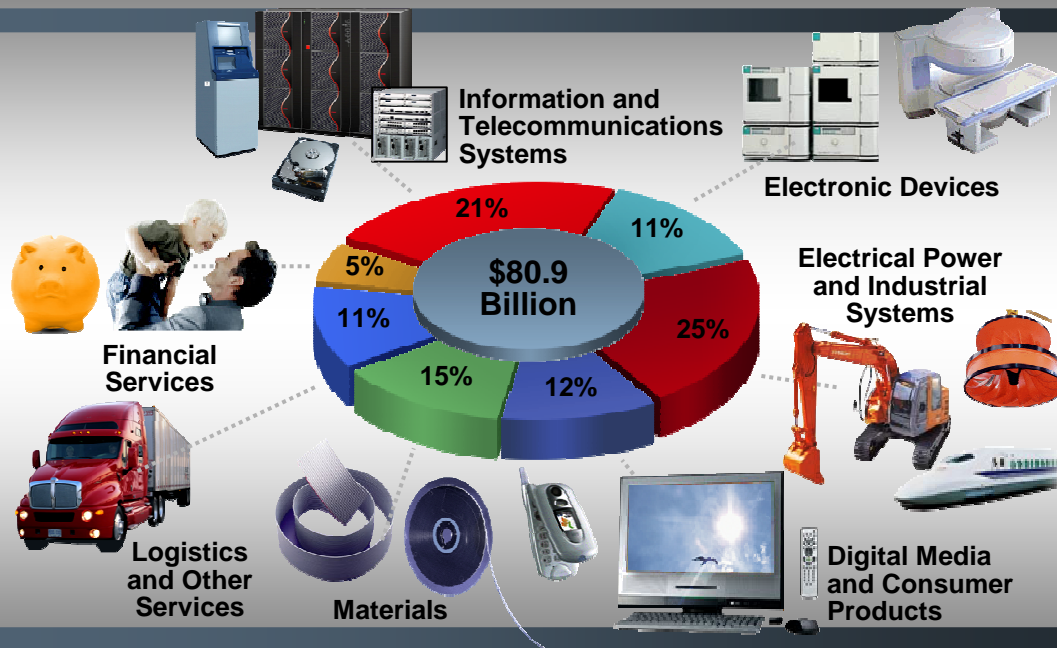 Information and
Telecommunications
Systems
Electronic Devices
21%
11%
5%
$80.9
Billion
Electrical Power
and Industrial
Systems
11%
25%
Financial
Services
15%
12%
Logistics
and Other
Services
Materials
Digital Media
and Consumer
Products